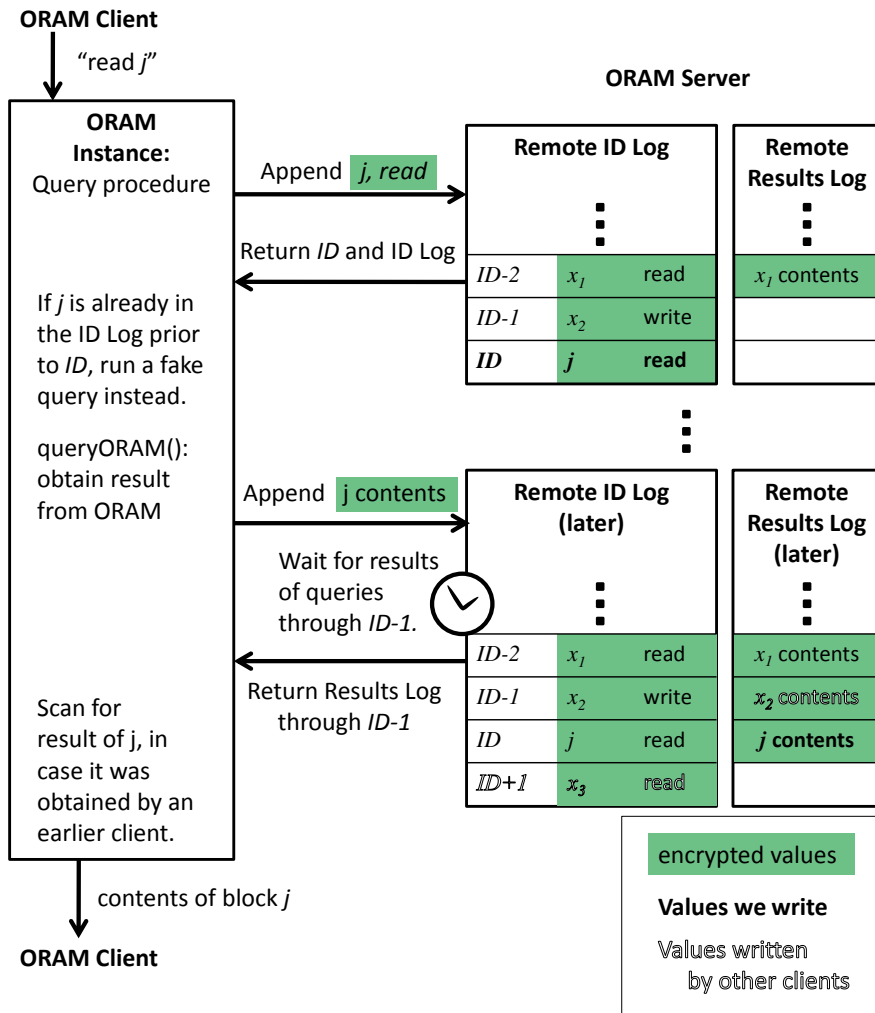 ORAM Client
“read j”
ORAM Server
ORAM
Instance:
Query procedure
Append j, read
Return ID and ID Log
If j is already in
the ID Log prior
to ID, run a fake
query instead.
queryORAM():
obtain result
from ORAM
Append j contents
Wait for results
of queries
through ID-1.
Return Results Log
through ID-1
Scan for
result of j, in
case it was
obtained by an
earlier client.
contents of block j
ORAM Client
Remote ID Log
ID-2 x1 read
ID-1 x2 write
ID j read
Remote
Results Log
x1 contents
Remote ID Log
(later)
ID-2 x1 read
ID-1 x2 write
ID j read
ID+1 x3 read
Remote
Results Log
(later)
x1 contents
x2 contents
j contents
encrypted values
Values we write
Values written
by other clients